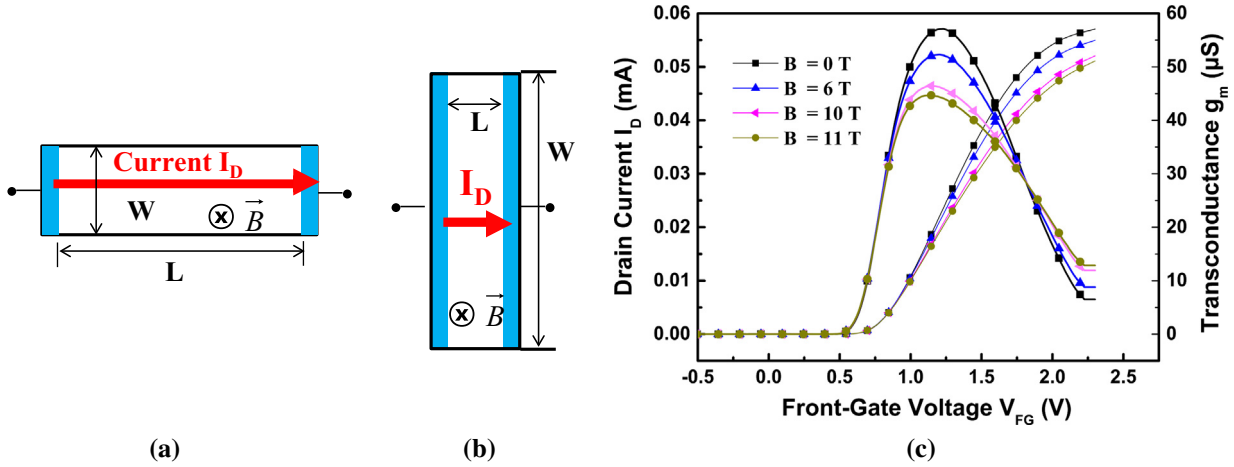 Current I_D
W
B
L
L
W
I_D
B
0.06
0.05
0.04
0.03
0.02
0.01
0.00
Drain Current I_D (mA)
B = 0 T
B = 6 T
B = 10 T
B = 11 T
60
50
40
30
20
10
0
Transconductance g_m (µS)
-0.5 0.0 0.5 1.0 1.5 2.0 2.5
Front-Gate Voltage V_FG (V)
(a) (b) (c)